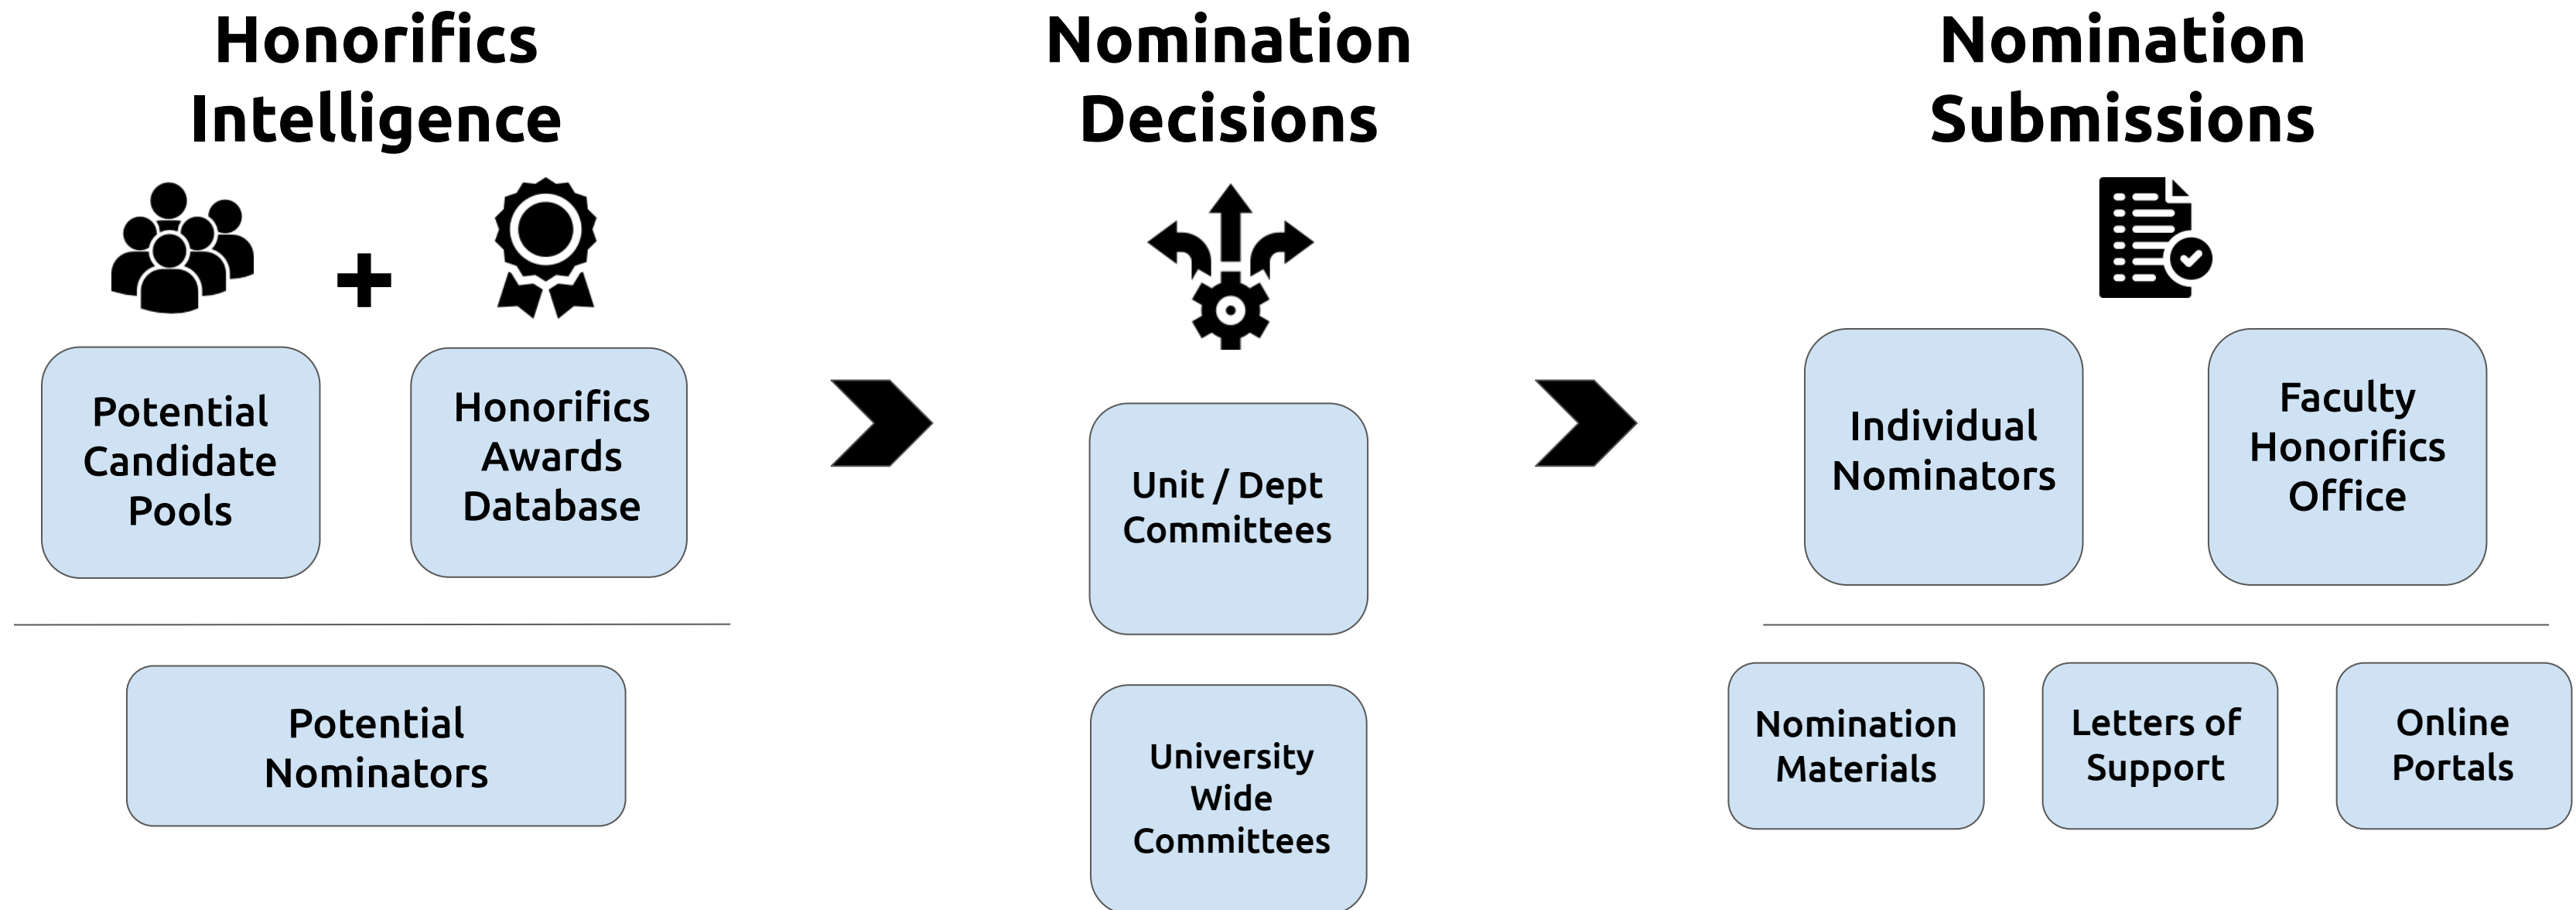 Honorifics
Intelligence
+
Potential
Candidate
Pools
Honorifics
Awards
Database
Potential
Nominators
Nomination
Decisions
Unit / Dept
Committees
University
Wide
Committees
Nomination
Submissions
Individual
Nominators
Faculty
Honorifics
Office
Nomination
Materials
Letters of
Support
Online
Portals